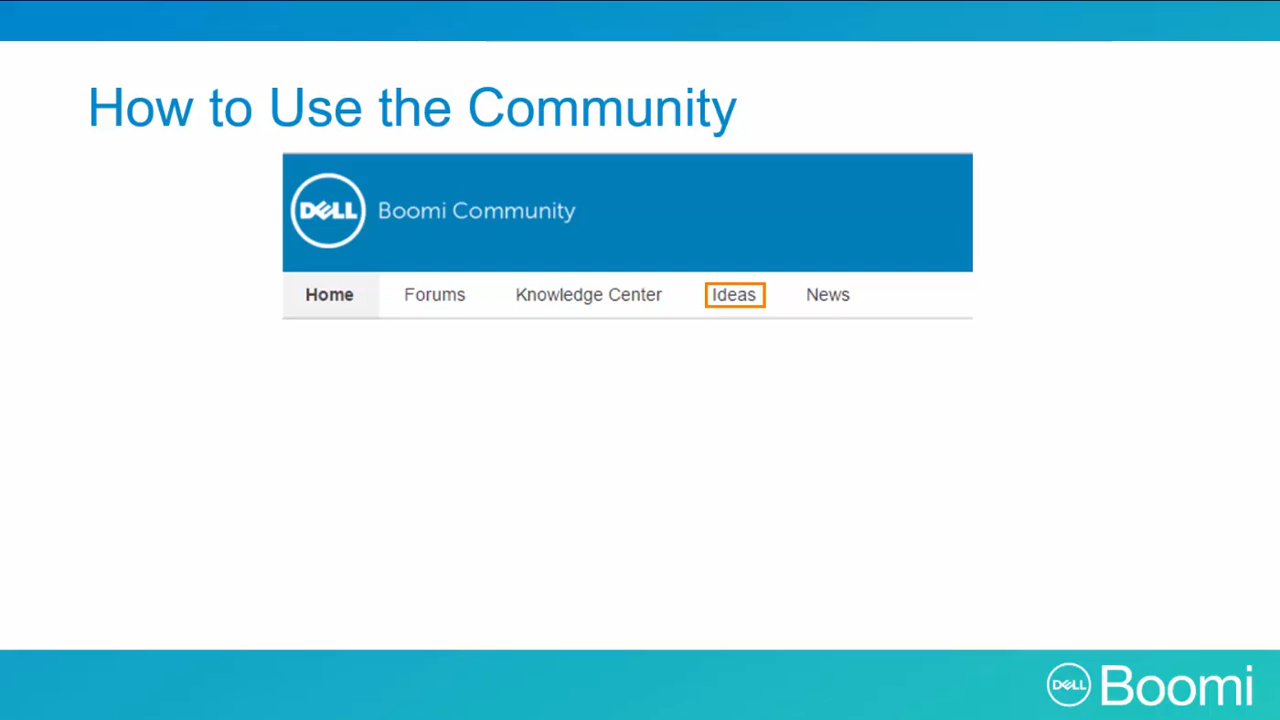 How to Use the Community
DELL Boomi Community
Home Forums Knowledge Center Ideas News
DELL Boomi